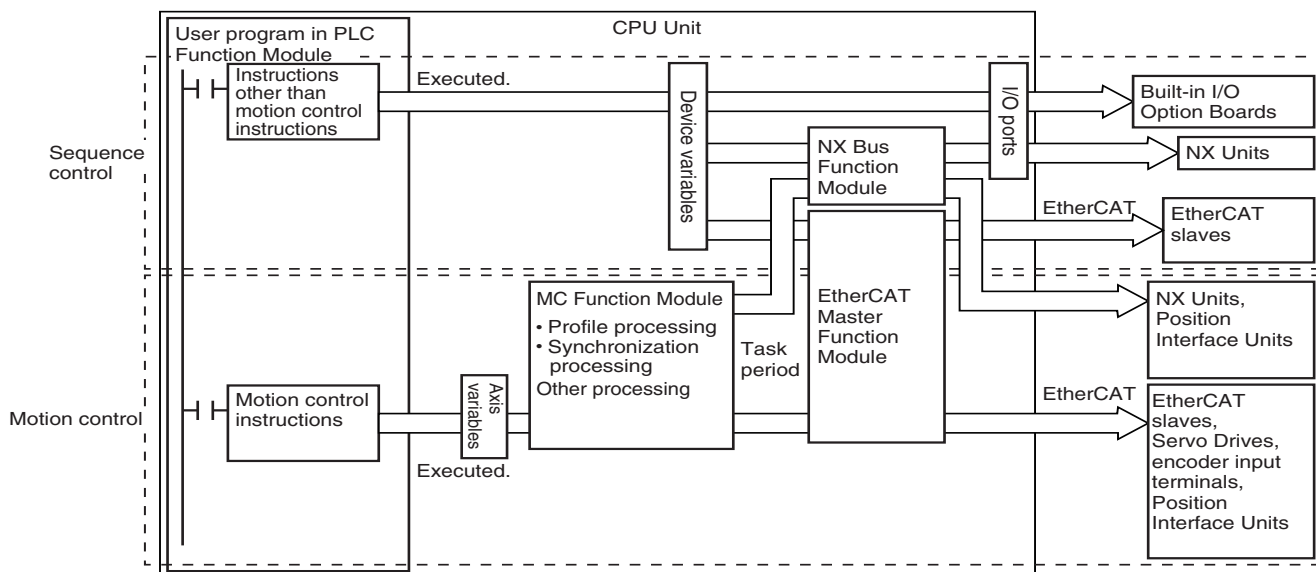 CPU Unit
User program in PLC
Function Module
Instructions
other than
motion control
instructions
Executed.
Device variables
I/O ports
Built-in I/O
Option Boards
Sequence
control
NX Bus
Function
Module
NX Units
EtherCAT
EtherCAT
slaves
MC Function Module
• Profile processing
• Synchronization
processing
Other processing
Task
period
EtherCAT
Master
Function
Module
NX Units,
Position
Interface Units
Motion control
Motion control
instructions
Axis
variables
Executed.
EtherCAT
EtherCAT
slaves,
Servo Drives,
encoder input
terminals,
Position
Interface Units